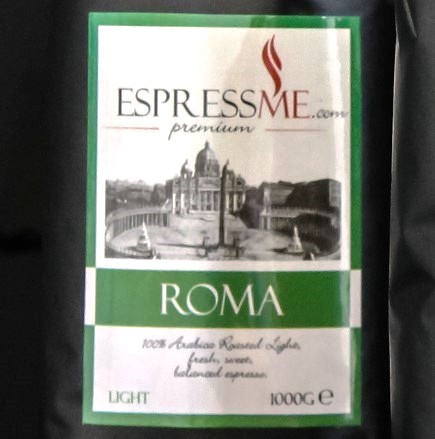 ESPRESSME.com
premium
ROMA
100% Arabica Roasted Light,
fresh, sweet,
balanced espresso.
LIGHT 1000G e